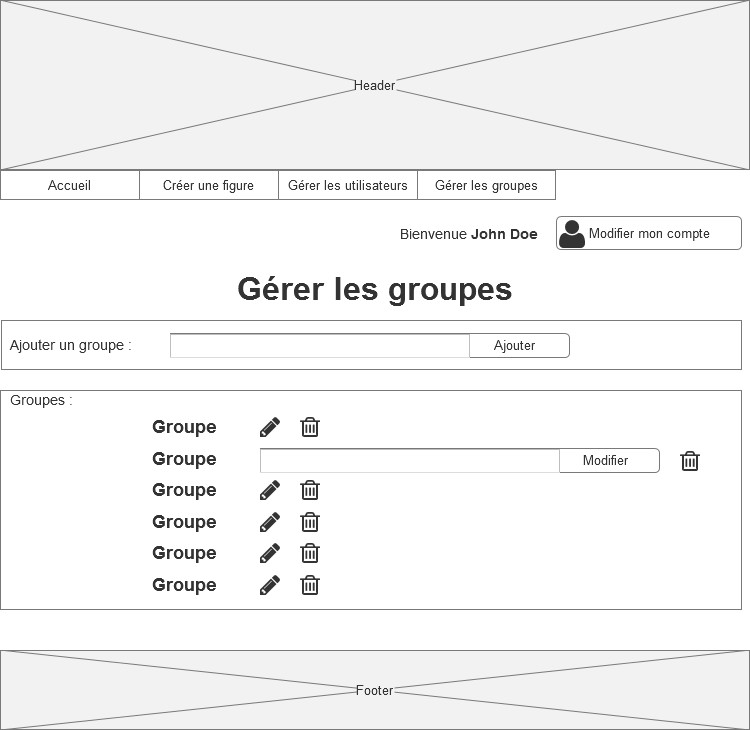 Header
Accueil Créer une figure Gérer les utilisateurs Gérer les groupes
Bienvenue John Doe Modifier mon compte
Gérer les groupes
Ajouter un groupe : Ajouter
Groupes :
Groupe
Groupe Modifier
Groupe
Groupe
Groupe
Groupe
Footer